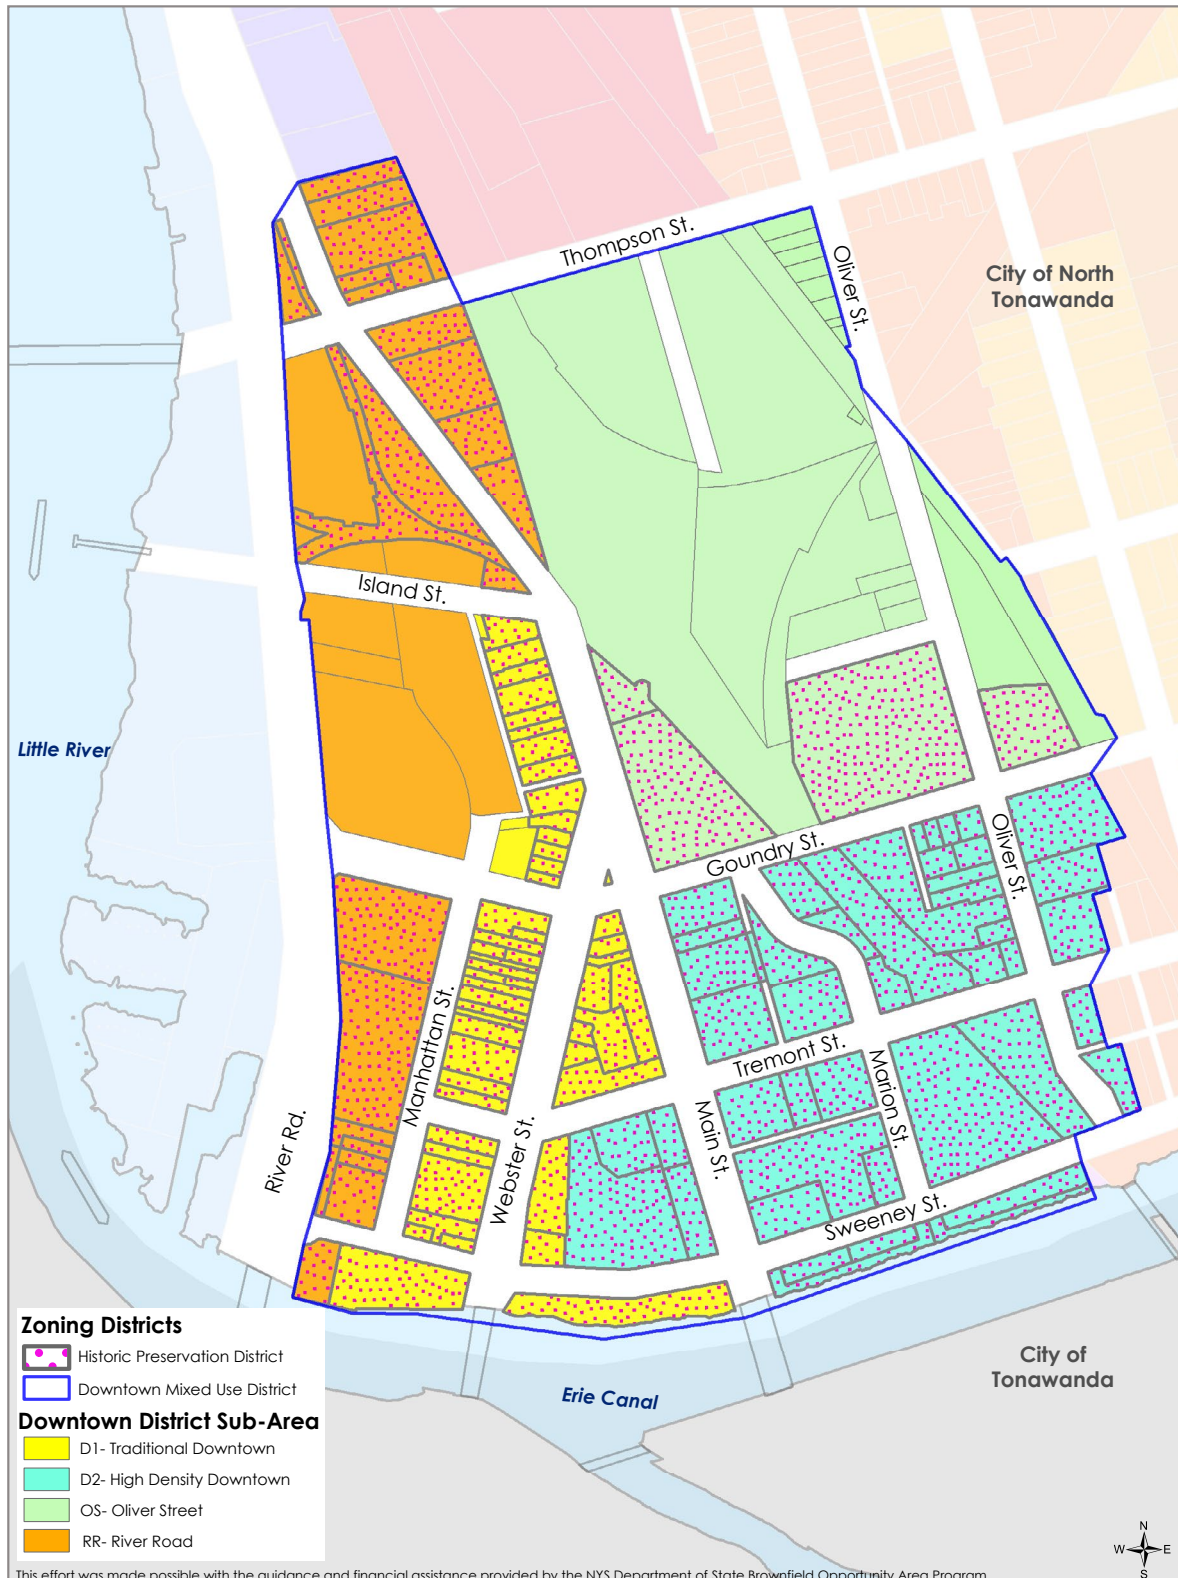 Thompson St.
Oliver St.
City of North
Tonawanda
Island St.
Little River
Goundry St.
Oliver St.
Manhattan St.
Tremont St.
Marion St.
Main St.
River Rd.
Webster St.
Sweeney St.
Zoning Districts
Historic Preservation District
Downtown Mixed Use District
Downtown District Sub-Area
D1- Traditional Downtown
D2- High Density Downtown
OS- Oliver Street
RR- River Road
City of
Tonawanda
Erie Canal
N
W E
S
This effort was made possible with the guidance and financial assistance provided by the NYS Department of State Brownfield Opportunity Area Program